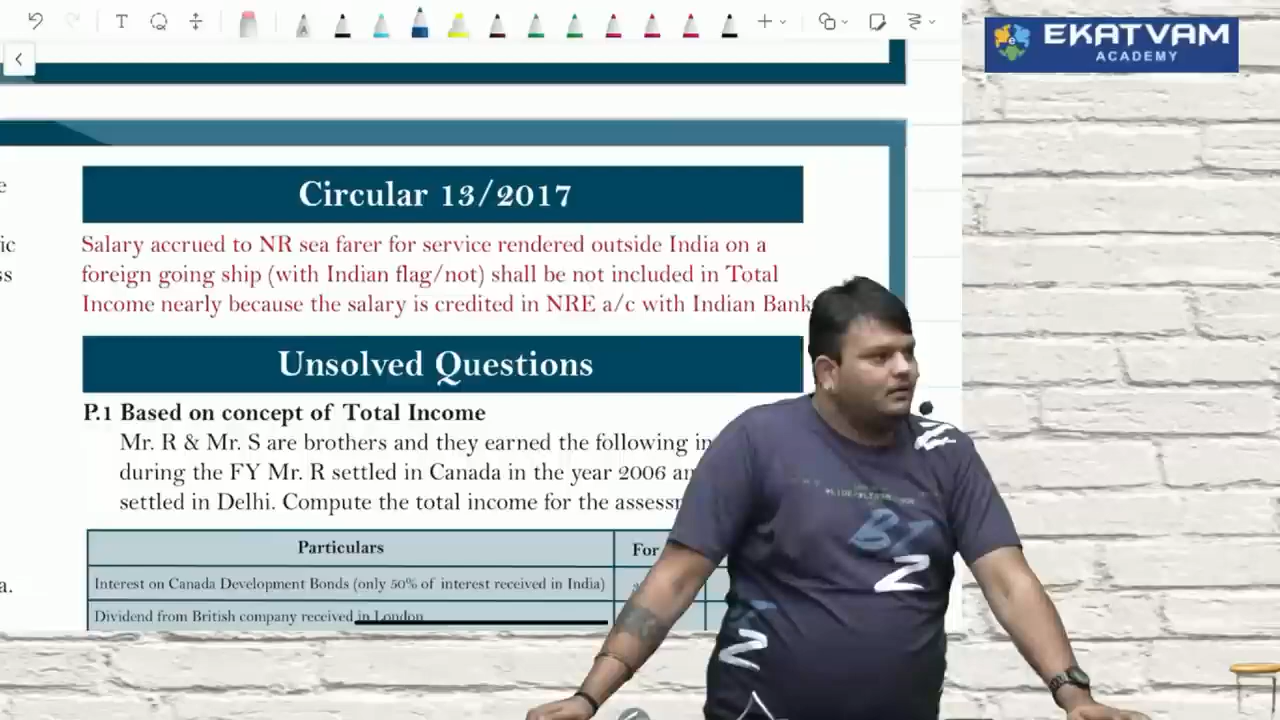 EKATVAM
ACADEMY
Circular 13/2017
Salary accrued to NR sea farer for service rendered outside India on a
foreign going ship (with Indian flag/not) shall be not included in Total
Income nearly because the salary is credited in NRE a/c with Indian Bank
Unsolved Questions
P.1 Based on concept of Total Income
Mr. R & Mr. S are brothers and they earned the following
during the FY Mr. R settled in Canada in the year 2006
settled in Delhi. Compute the total income for the
Particulars
For
Interest on Canada Development Bonds (only 50% of interest received in India)
Dividend from British company received in London